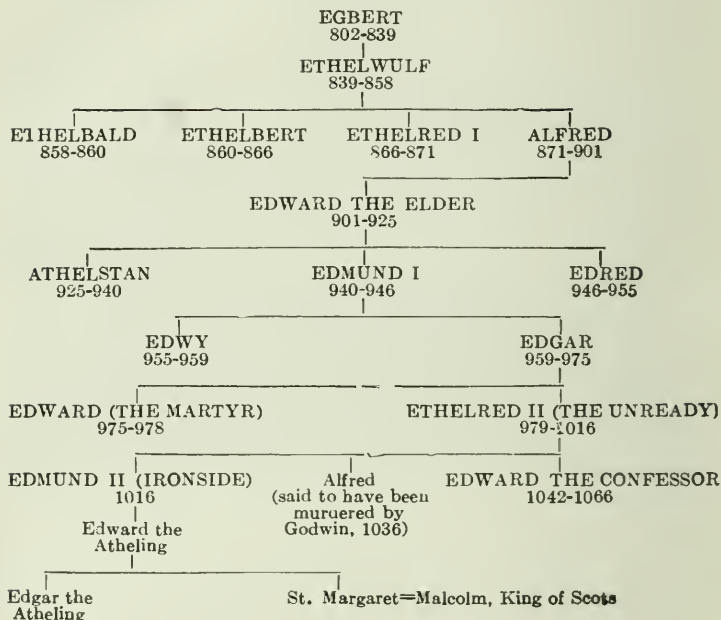 EGBERT
802-839
ETHELWULF
839-858
ETHELBALD ETHELBERT ETHELRED I ALFRED
858-860 860-866 866-871 871-901
EDWARD THE ELDER
901-925
ATHELSTAN EDMUND I EDRED
925-940 940-946 946-955
EDWY EDGAR
955-959 959-975
EDWARD (THE MARTYR) ETHELRED II (THE UNREADY)
975-978 979-1016
EDMUND II (IRONSIDE) Alfred EDWARD THE CONFESSOR
1016 (said to have been 1042-1066
muruered by
Godwin, 1036)
Edward the
Atheling
Edgar the St. Margaret=Malcolm, King of Scots
Atheling